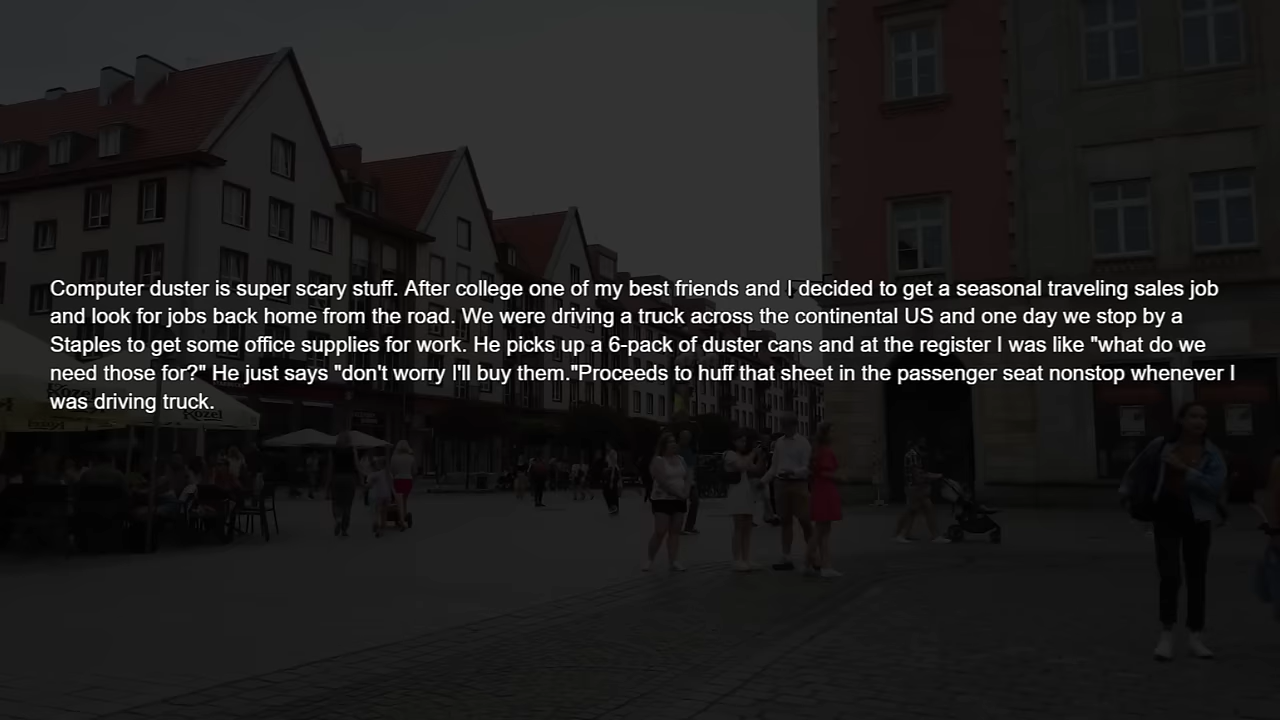 Computer duster is super scary stuff. After college one of my best friends and I decided to get a seasonal traveling sales job
and look for jobs back home from the road. We were driving a truck across the continental US and one day we stop by a
Staples to get some office supplies for work. He picks up a 6-pack of duster cans and at the register I was like "what do we
need those for?" He just says "don't worry I'll buy them."Proceeds to huff that sheet in the passenger seat nonstop whenever I
was driving truck.
Kozel
Kozel